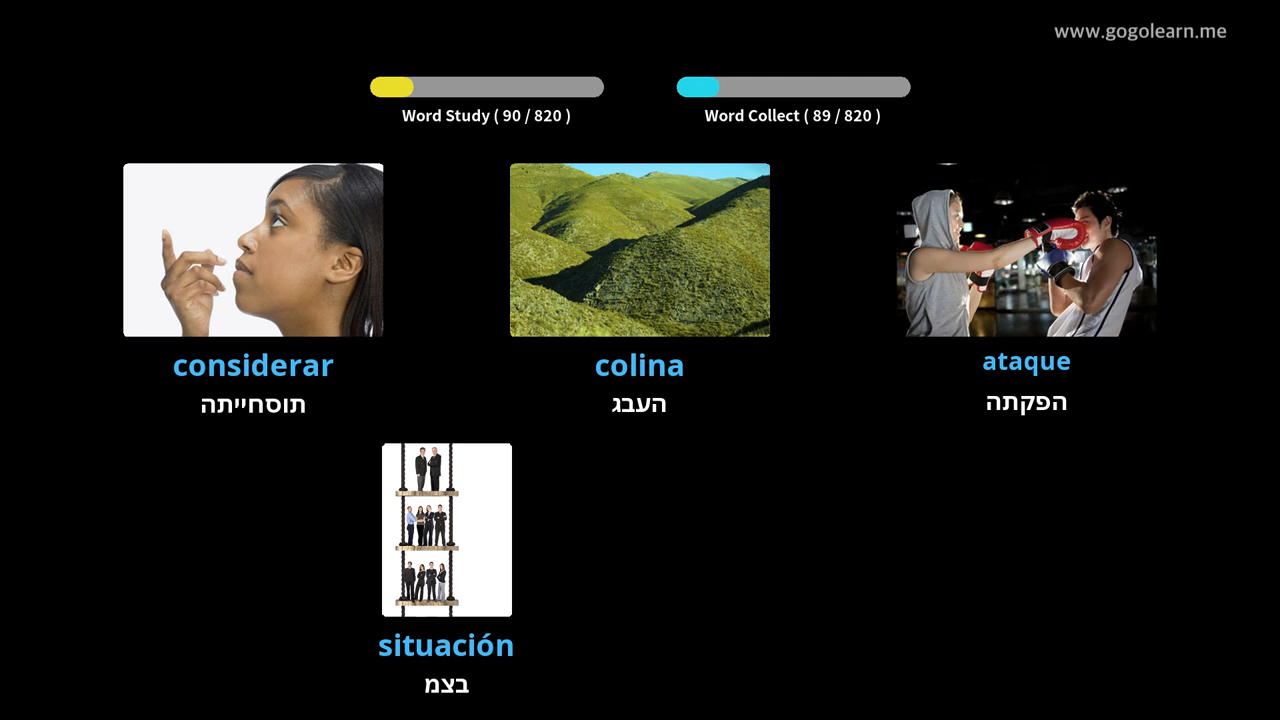 www.gogolearn.me
Word Study ( 90 / 820 )
Word Collect ( 89 / 820 )
considerar
תוסחייתה
colina
העבג
ataque
הפקתה
situación
בצמ